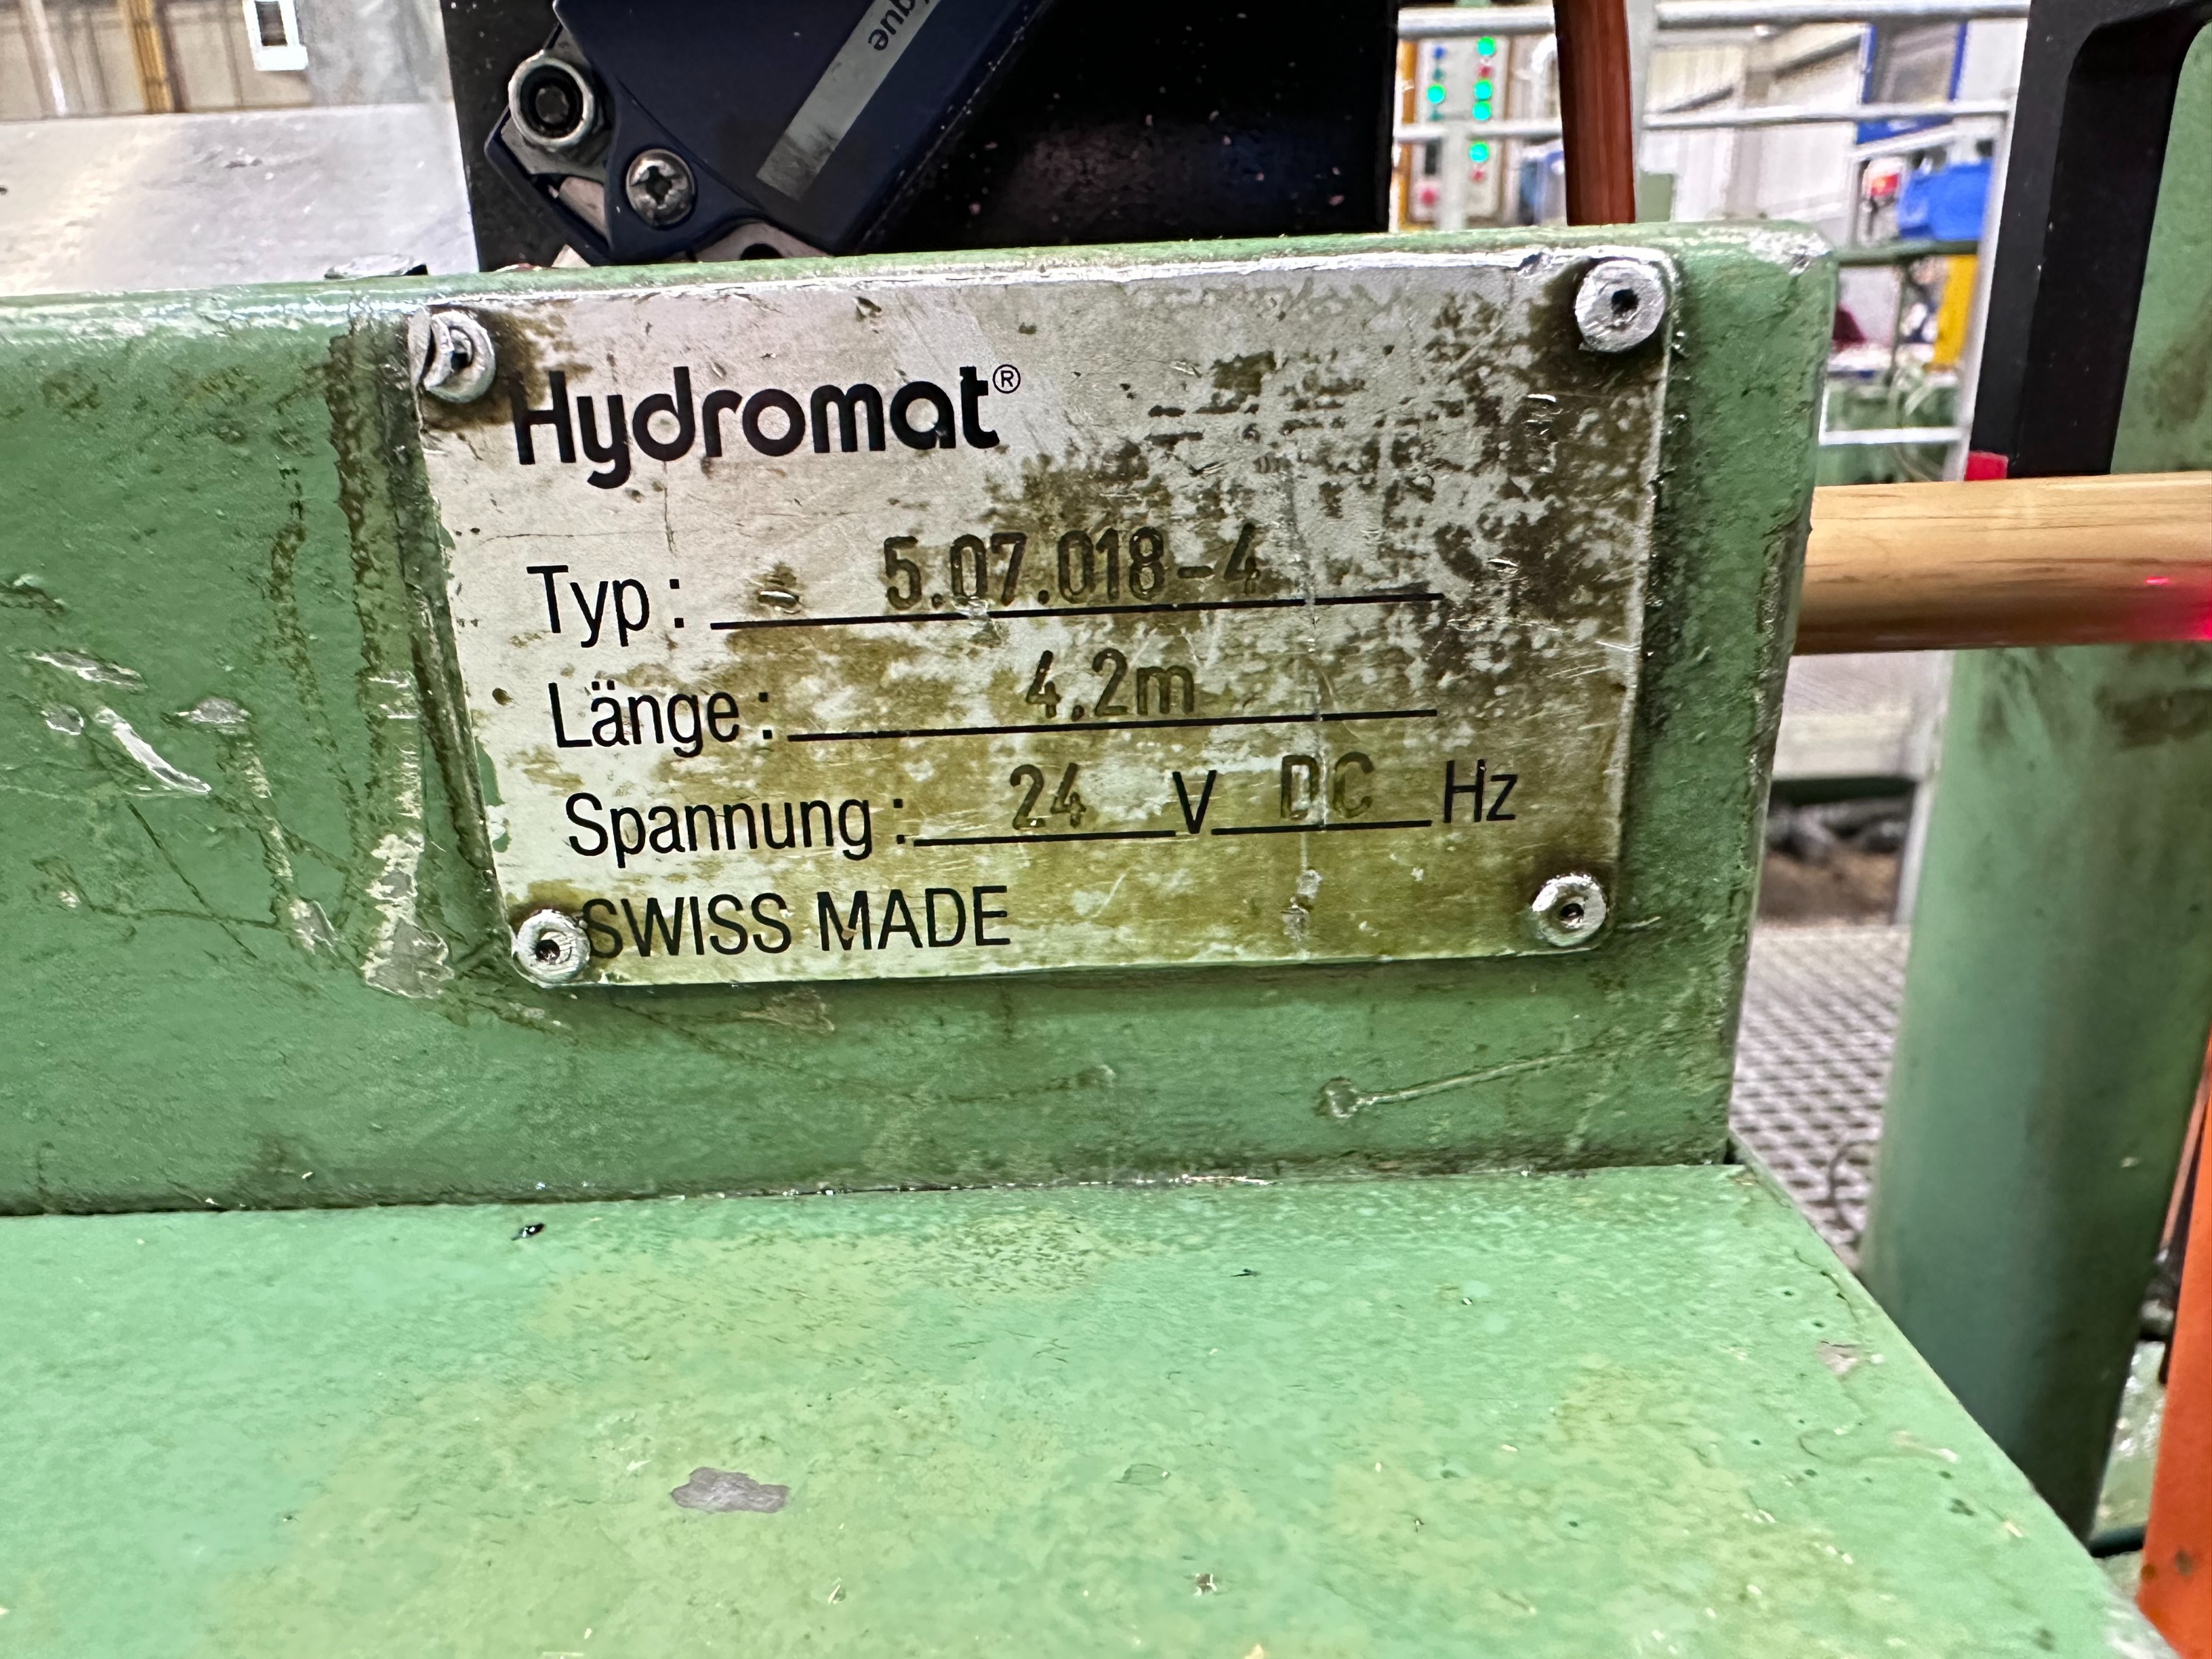 Hydromat®
Typ: 5.07.018-4
Länge: 4.2m
Spannung: 24 V DC Hz
SWISS MADE